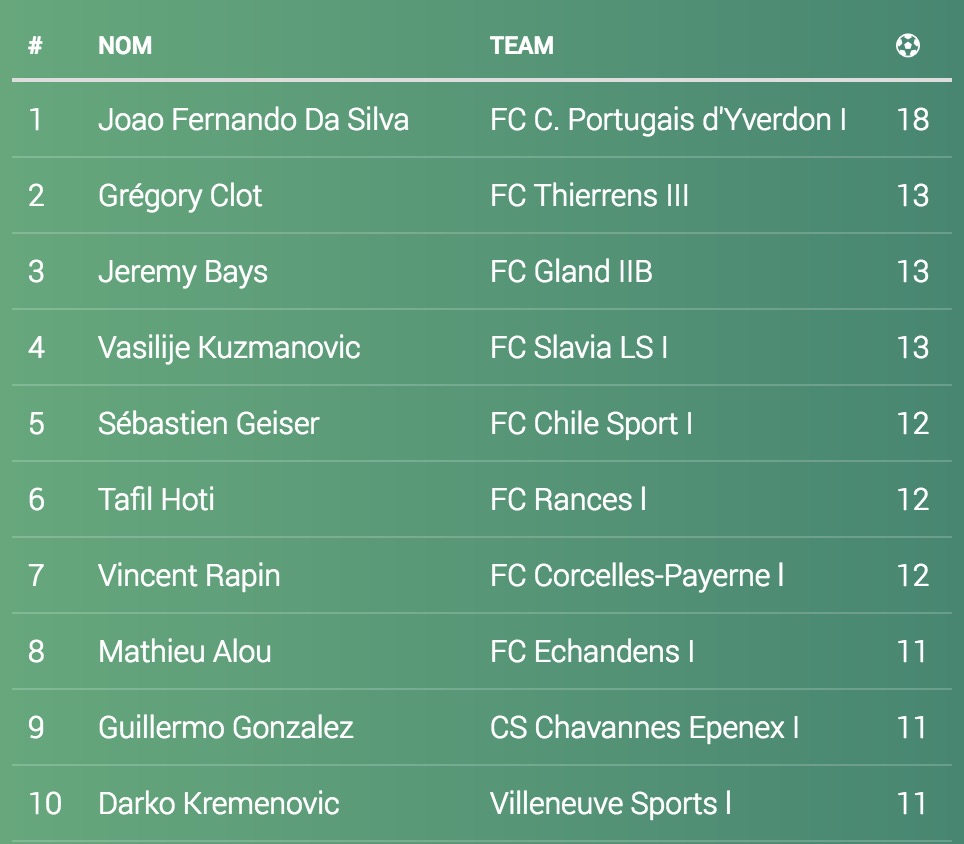 # NOM TEAM
1 Joao Fernando Da Silva FC C. Portugais d'Yverdon I 18
2 Grégory Clot FC Thierrens III 13
3 Jeremy Bays FC Gland IIB 13
4 Vasilije Kuzmanovic FC Slavia LS I 13
5 Sébastien Geiser FC Chile Sport I 12
6 Tafil Hoti FC Rances I 12
7 Vincent Rapin FC Corcelles-Payerne I 12
8 Mathieu Alou FC Echandens I 11
9 Guillermo Gonzalez CS Chavannes Epenex I 11
10 Darko Kremenovic Villeneuve Sports I 11